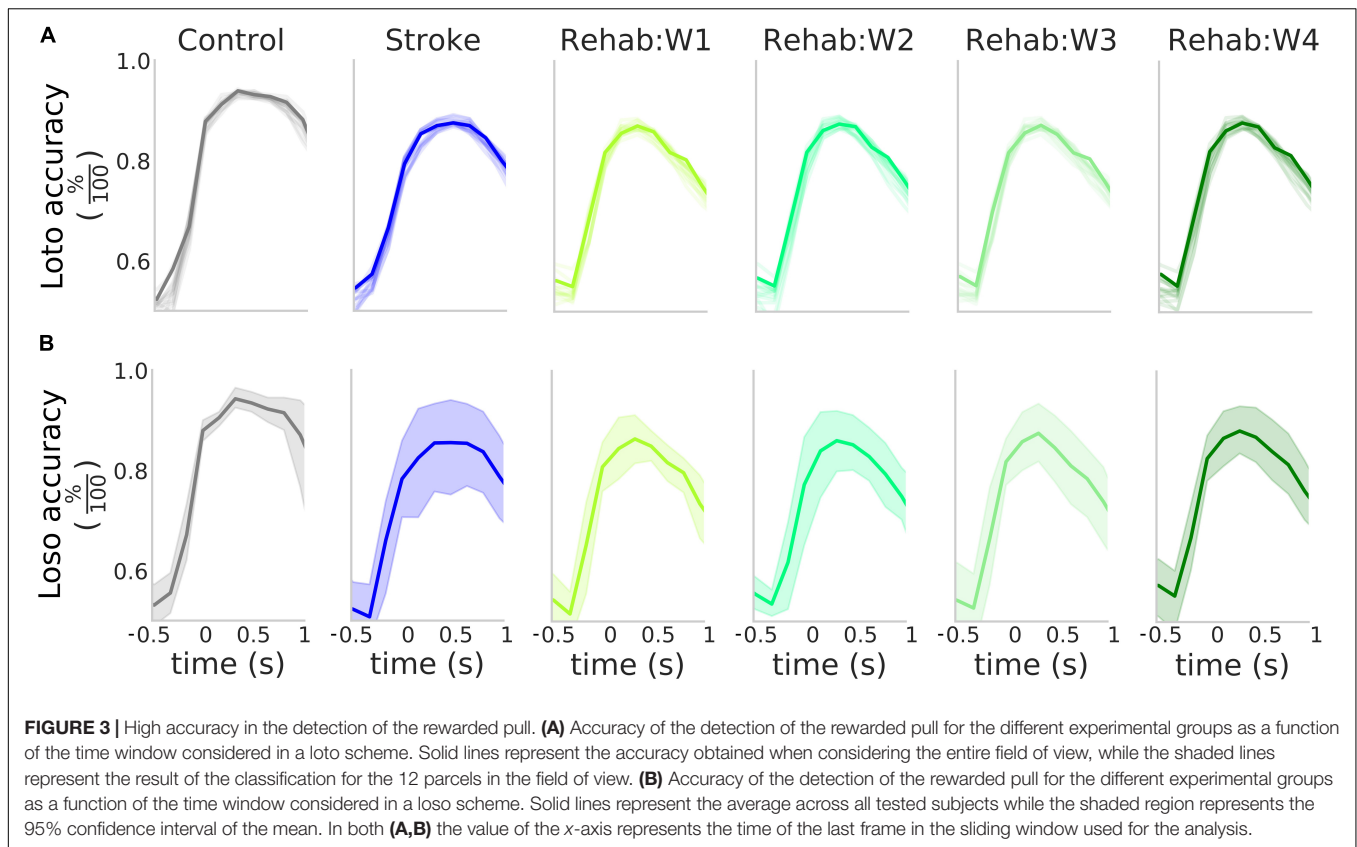 A
Control Stroke Rehab:W1 Rehab:W2 Rehab:W3 Rehab:W4
Loto accuracy
( % / 100 )
1.0
0.8
0.6
B
Loso accuracy
( % / 100 )
1.0
0.8
0.6
-0.5 0 0.5 1 -0.5 0 0.5 1 -0.5 0 0.5 1 -0.5 0 0.5 1 -0.5 0 0.5 1 -0.5 0 0.5 1
time (s) time (s) time (s) time (s) time (s) time (s)
FIGURE 3 | High accuracy in the detection of the rewarded pull. (A) Accuracy of the detection of the rewarded pull for the different experimental groups as a function
of the time window considered in a loto scheme. Solid lines represent the accuracy obtained when considering the entire field of view, while the shaded lines
represent the result of the classification for the 12 parcels in the field of view. (B) Accuracy of the detection of the rewarded pull for the different experimental groups
as a function of the time window considered in a loso scheme. Solid lines represent the average across all tested subjects while the shaded region represents the
95% confidence interval of the mean. In both (A,B) the value of the x-axis represents the time of the last frame in the sliding window used for the analysis.